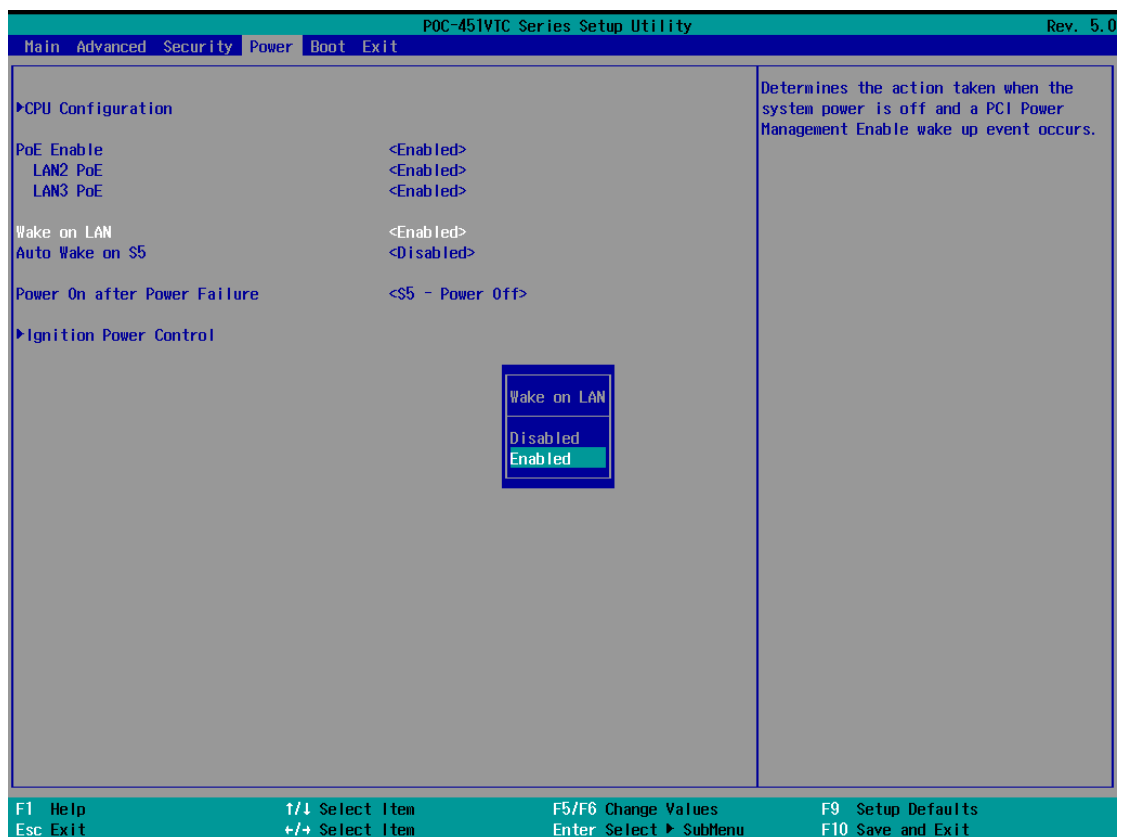 POC-451VTC Series Setup Utility Rev. 5.0
Main Advanced Security Power Boot Exit
▶CPU Configuration
PoE Enable <Enabled>
LAN2 PoE <Enabled>
LAN3 PoE <Enabled>
Wake on LAN <Enabled>
Auto Wake on S5 <Disabled>
Power On after Power Failure <S5 - Power Off>
▶Ignition Power Control
Wake on LAN
Disabled
Enabled
Determines the action taken when the
system power is off and a PCI Power
Management Enable wake up event occurs.
F1 Help ↑/↓ Select Item F5/F6 Change Values F9 Setup Defaults
Esc Exit ←/→ Select Item Enter Select ▶ SubMenu F10 Save and Exit